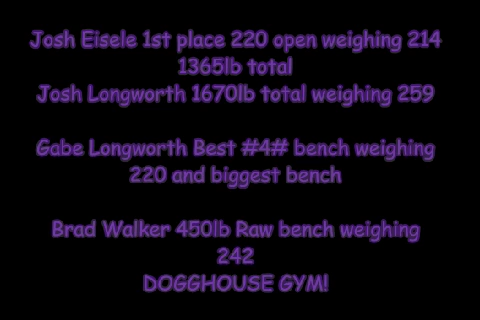 Josh Eisele 1st place 220 open weighing 214
1365lb total
Josh Longworth 1670lb total weighing 259
Gabe Longworth Best #4# bench weighing
220 and biggest bench
Brad Walker 450lb Raw bench weighing
242
DOGGHOUSE GYM!